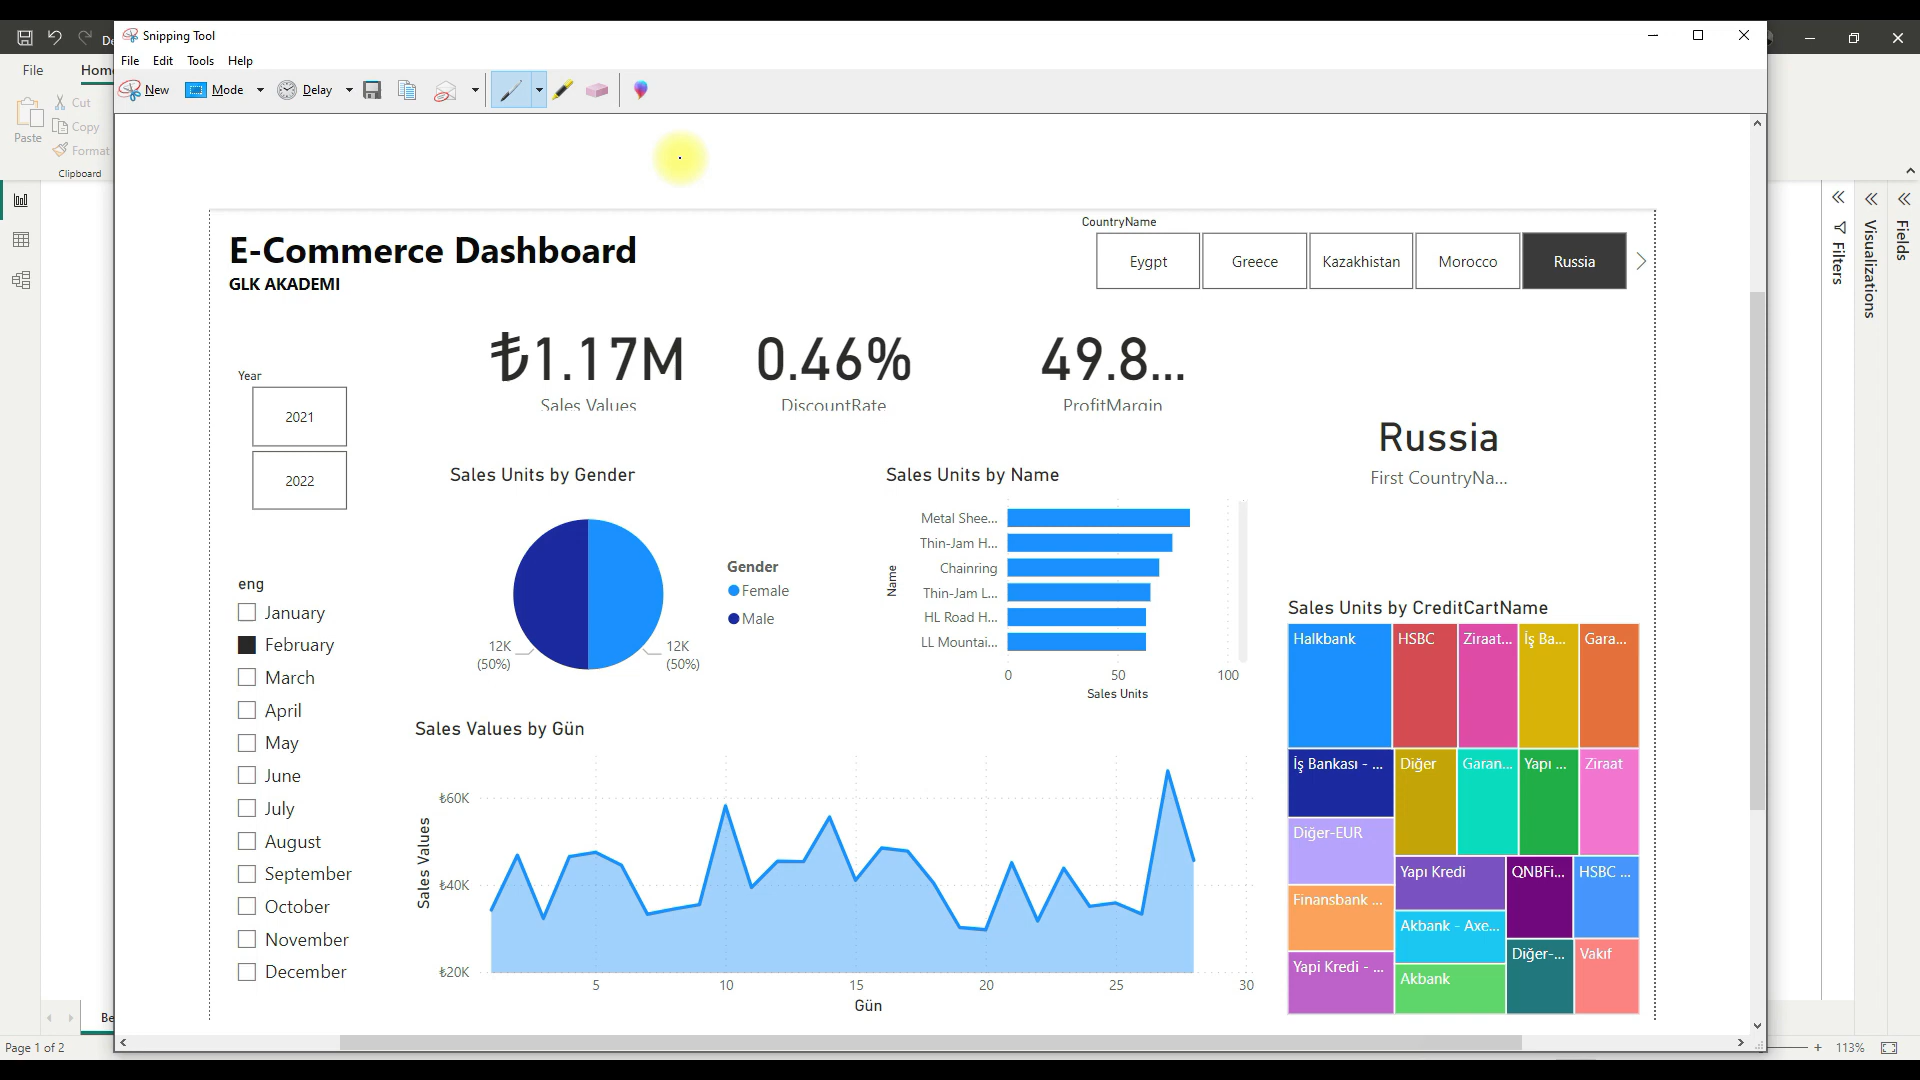 Snipping Tool
File Edit Tools Help
New Mode Delay
File
Cut
Copy
Format
Paste
Clipboard
E-Commerce Dashboard
GLK AKADEMI
CountryName
Eygpt Greece Kazakhistan Morocco Russia
₺1.17M
Sales Values
0.46%
DiscountRate
49.8...
ProfitMargin
Russia
First CountryNa...
Year
2021
2022
eng
January
February
March
April
May
June
July
August
September
October
November
December
Sales Units by Gender
Gender
Female
Male
12K
(50%)
12K
(50%)
Sales Units by Name
Name
Metal Shee...
Thin-Jam H...
Chainring
Thin-Jam L...
HL Road H...
LL Mountai...
0 50 100
Sales Units
Sales Values by Gün
Sales Values
₺60K
₺40K
₺20K
5 10 15 20 25 30
Gün
Sales Units by CreditCartName
Halkbank HSBC Ziraat... İş Ba... Gara...
İş Bankası - ... Diğer Garan... Yapı ... Ziraat
Diğer-EUR
Yapı Kredi QNBFi... HSBC ...
Finansbank ...
Akbank - Axe...
Diğer-... Vakıf
Yapi Kredi - ...
Akbank
Filters
Visualizations
Fields
Page 1 of 2
113%